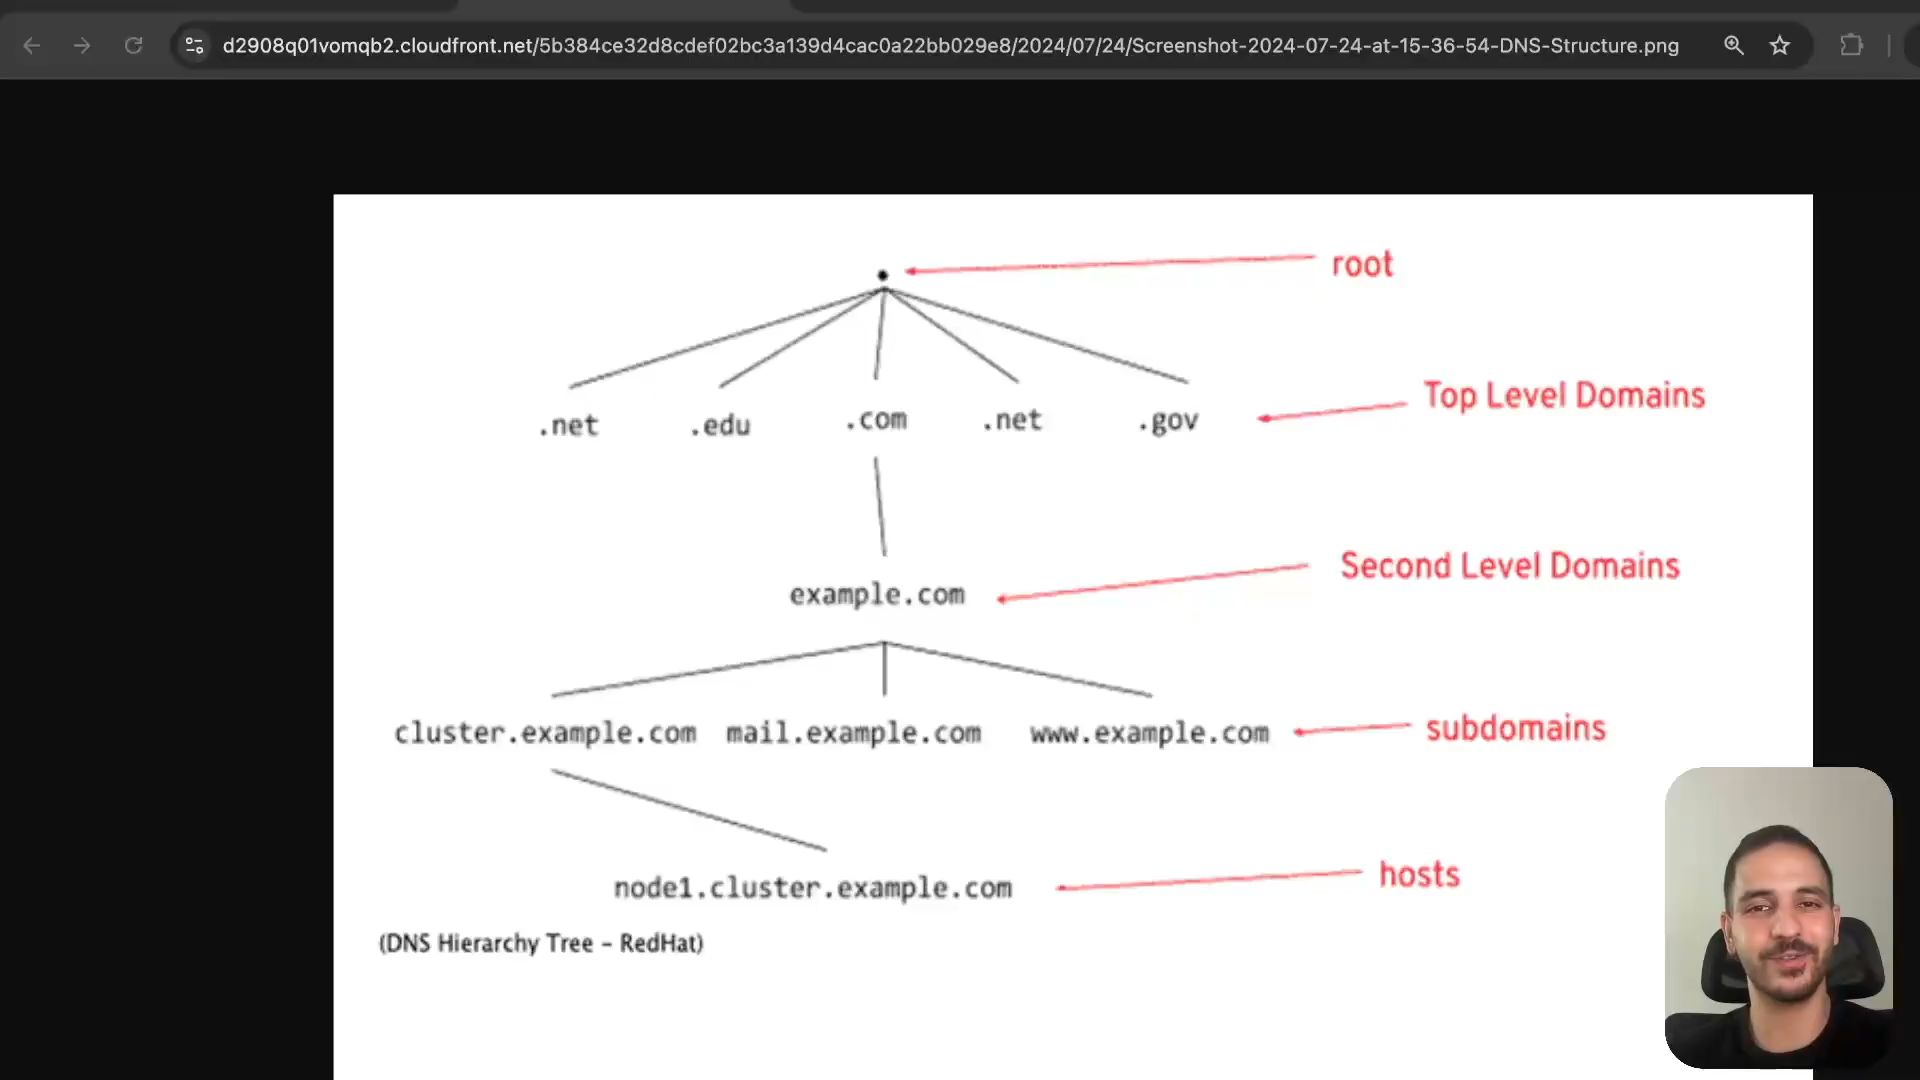 d2908q01vomqb2.cloudfront.net/5b384ce32d8cdef02bc3a139d4cac0a22bb029e8/2024/07/24/Screenshot-2024-07-24-at-15-36-54-DNS-Structure.png
root
.net .edu .com .net .gov
Top Level Domains
example.com
Second Level Domains
cluster.example.com mail.example.com www.example.com
subdomains
node1.cluster.example.com
hosts
(DNS Hierarchy Tree – RedHat)